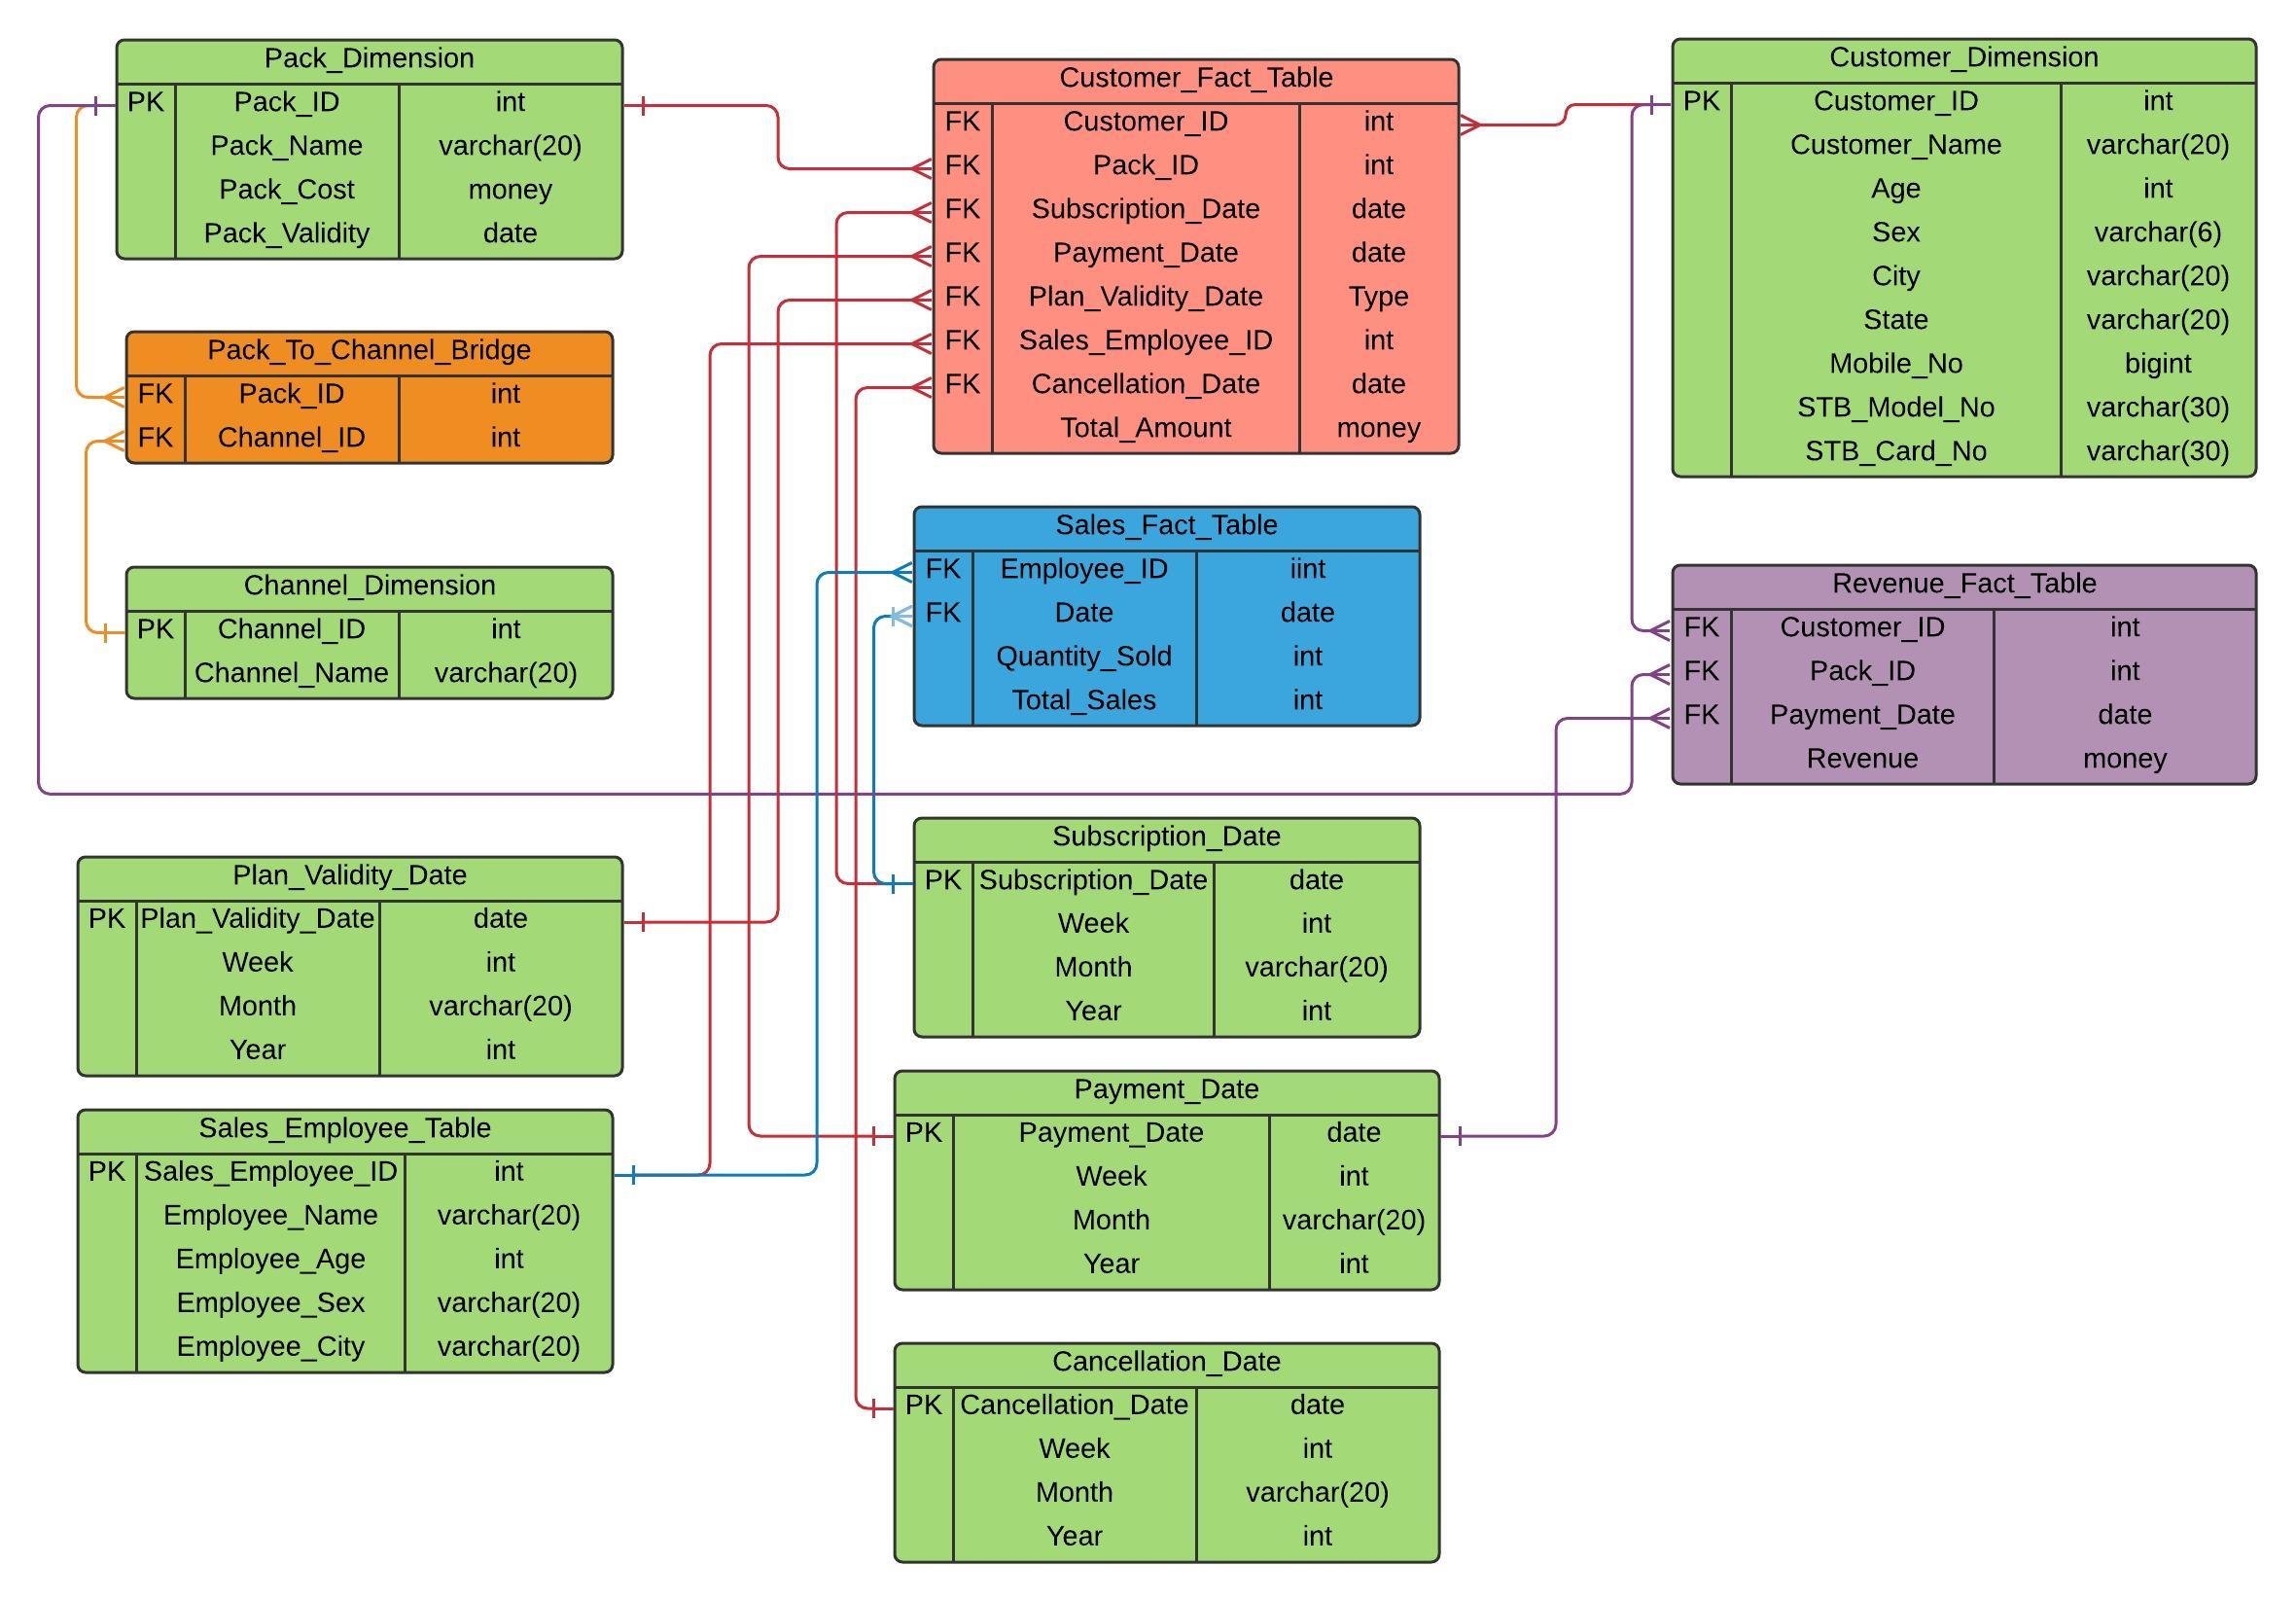 Pack_Dimension
PK Pack_ID int
Pack_Name varchar(20)
Pack_Cost money
Pack_Validity date
Pack_To_Channel_Bridge
FK Pack_ID int
FK Channel_ID int
Channel_Dimension
PK Channel_ID int
Channel_Name varchar(20)
Plan_Validity_Date
PK Plan_Validity_Date date
Week int
Month varchar(20)
Year int
Sales_Employee_Table
PK Sales_Employee_ID int
Employee_Name varchar(20)
Employee_Age int
Employee_Sex varchar(20)
Employee_City varchar(20)
Customer_Fact_Table
FK Customer_ID int
FK Pack_ID int
FK Subscription_Date date
FK Payment_Date date
FK Plan_Validity_Date Type
FK Sales_Employee_ID int
FK Cancellation_Date date
Total_Amount money
Sales_Fact_Table
FK Employee_ID iint
FK Date date
Quantity_Sold int
Total_Sales int
Subscription_Date
PK Subscription_Date date
Week int
Month varchar(20)
Year int
Payment_Date
PK Payment_Date date
Week int
Month varchar(20)
Year int
Cancellation_Date
PK Cancellation_Date date
Week int
Month varchar(20)
Year int
Customer_Dimension
PK Customer_ID int
Customer_Name varchar(20)
Age int
Sex varchar(6)
City varchar(20)
State varchar(20)
Mobile_No bigint
STB_Model_No varchar(30)
STB_Card_No varchar(30)
Revenue_Fact_Table
FK Customer_ID int
FK Pack_ID int
FK Payment_Date date
Revenue money